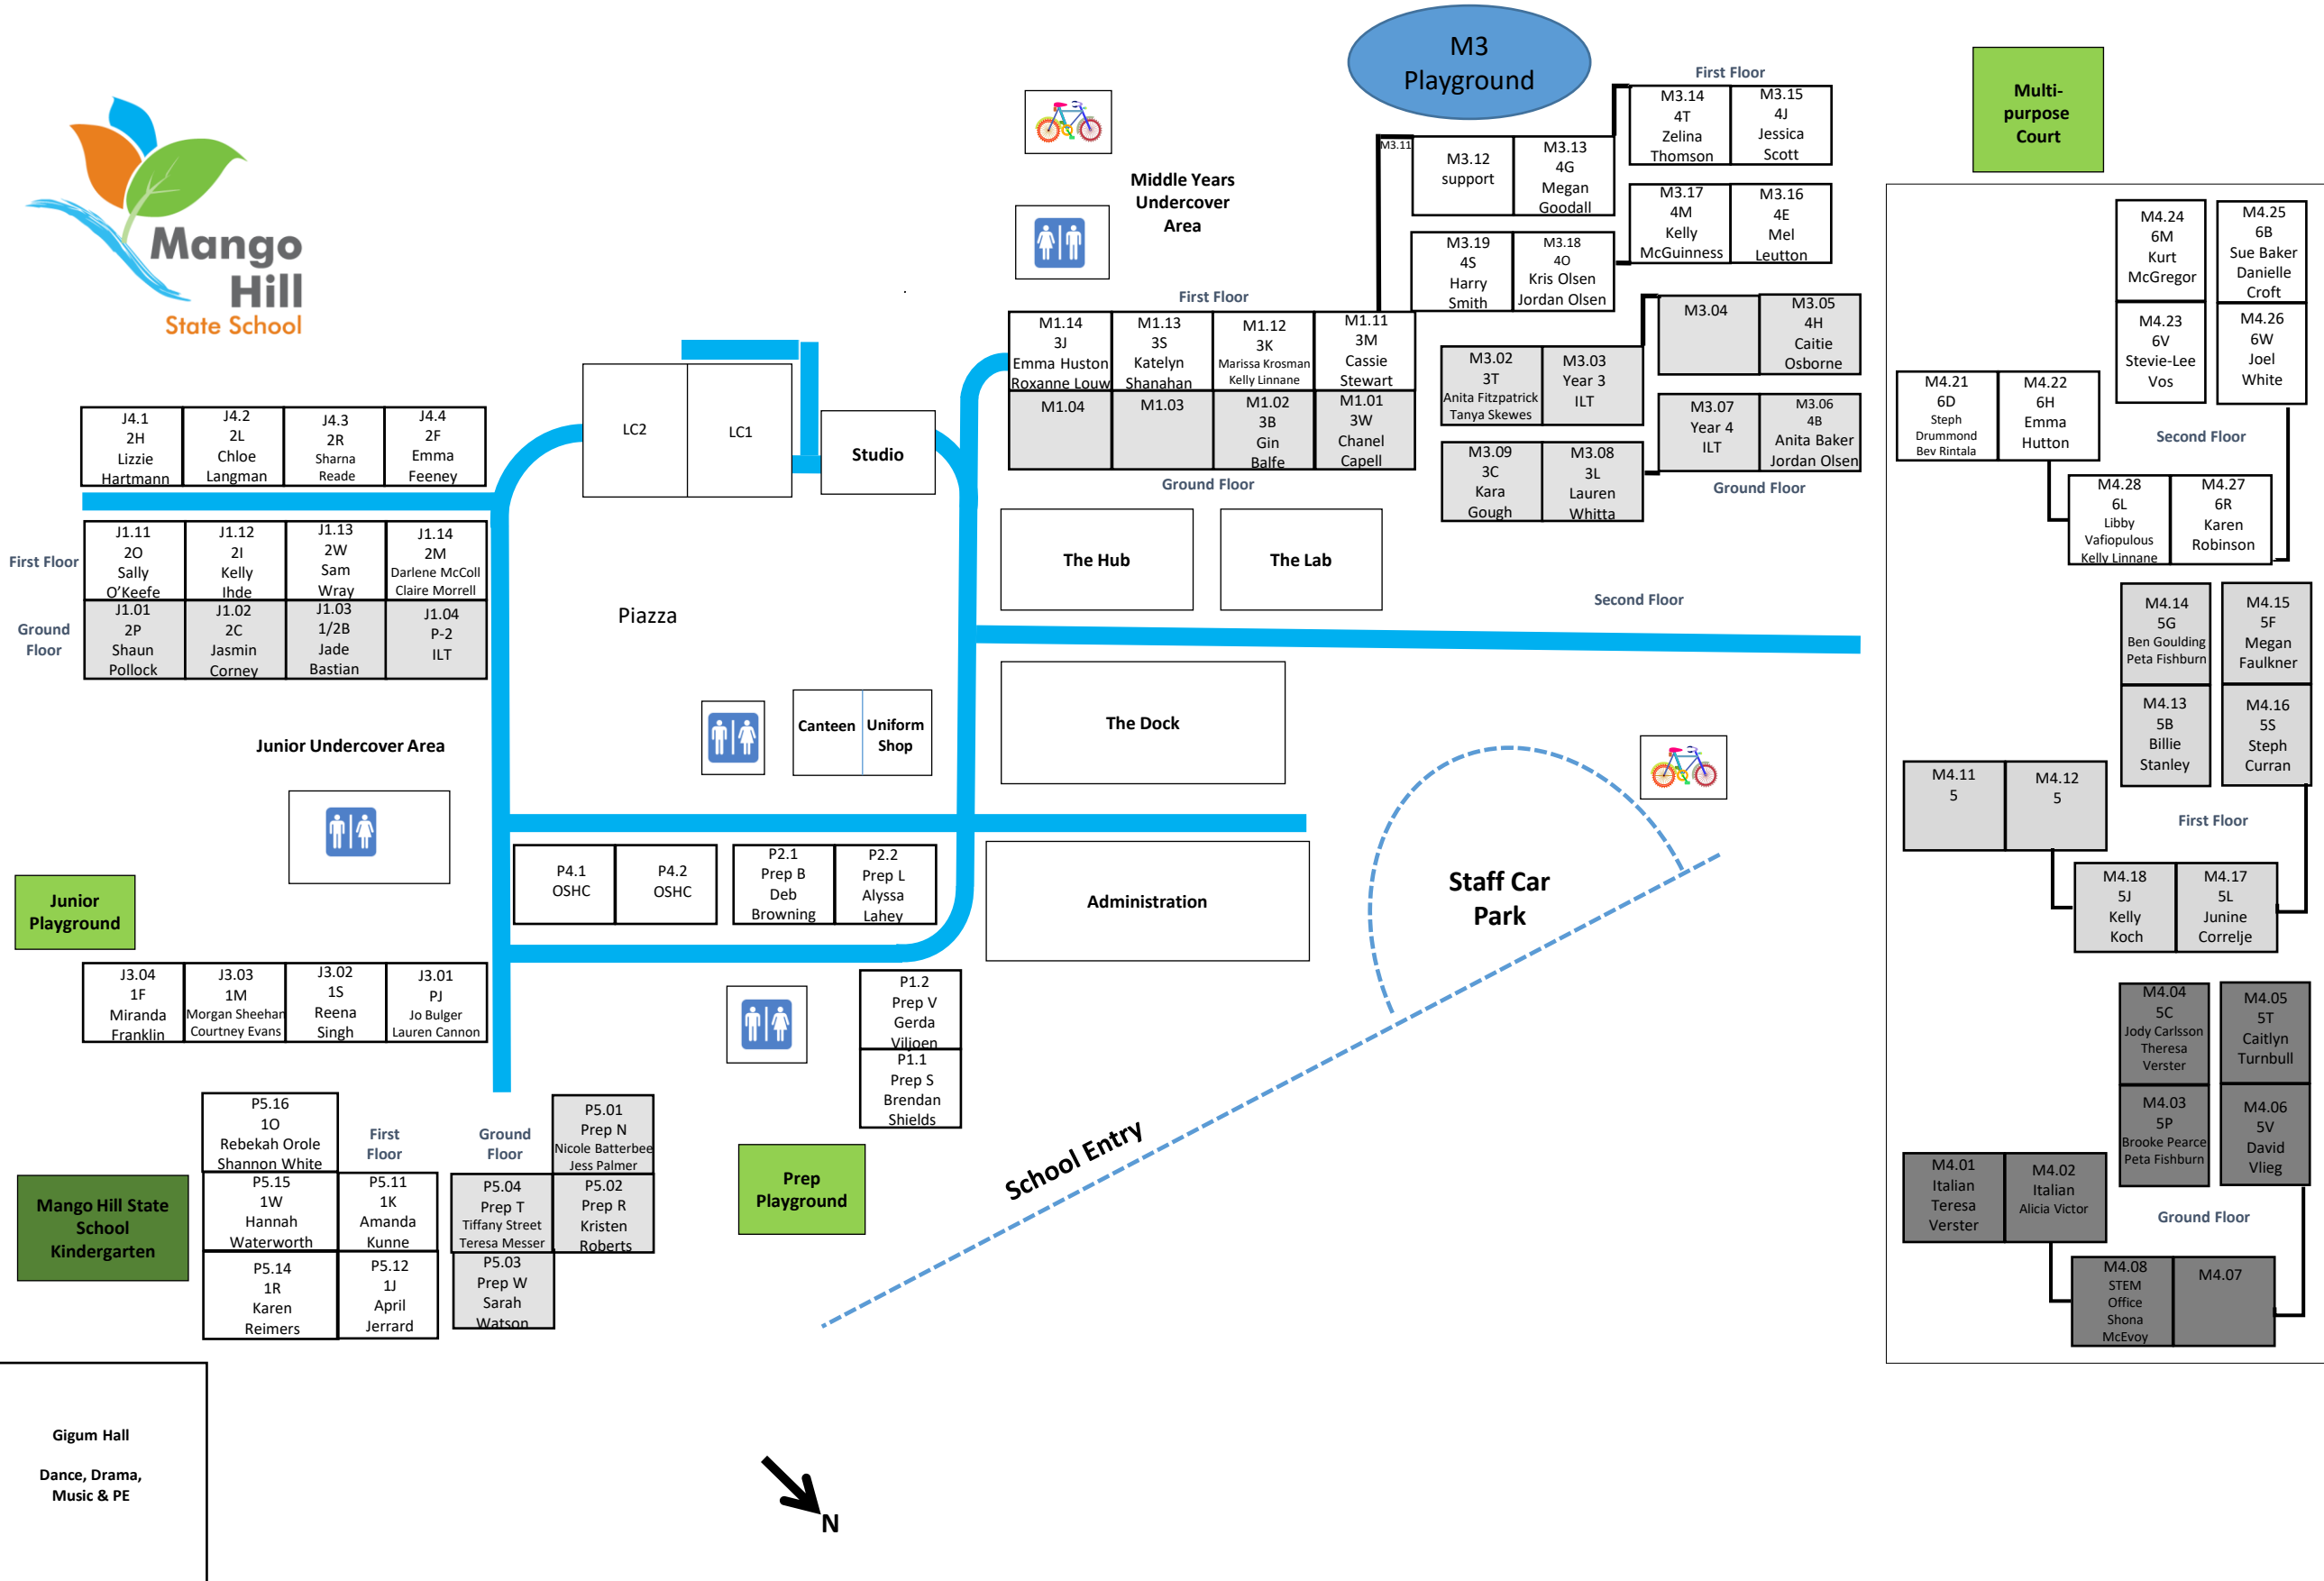 Mango
Hill
State School
M3
Playground
Multi-
purpose
Court
Middle Years
Undercover
Area
First Floor
M3.14
4T
Zelina
Thomson
M3.15
4J
Jessica
Scott
M3.11
M3.12
support
M3.13
4G
Megan
Goodall
M3.17
4M
Kelly
McGuinness
M3.16
4E
Mel
Leutton
M3.19
4S
Harry
Smith
M3.18
4O
Kris Olsen
Jordan Olsen
First Floor
M1.14
3J
Emma Huston
Roxanne Louw
M1.13
3S
Katelyn
Shanahan
M1.12
3K
Marissa Krosman
Kelly Linnane
M1.11
3M
Cassie
Stewart
M1.04
M1.03
M1.02
3B
Gin
Balfe
M1.01
3W
Chanel
Capell
Ground Floor
M3.04
M3.05
4H
Caitie
Osborne
M3.02
3T
Anita Fitzpatrick
Tanya Skewes
M3.03
Year 3
ILT
M3.07
Year 4
ILT
M3.06
4B
Anita Baker
Jordan Olsen
M3.09
3C
Kara
Gough
M3.08
3L
Lauren
Whitta
Ground Floor
M4.24
6M
Kurt
McGregor
M4.25
6B
Sue Baker
Danielle
Croft
M4.23
6V
Stevie-Lee
Vos
M4.26
6W
Joel
White
M4.21
6D
Steph
Drummond
Bev Rintala
M4.22
6H
Emma
Hutton
Second Floor
M4.28
6L
Libby
Vafiopulous
Kelly Linnane
M4.27
6R
Karen
Robinson
LC2
LC1
Studio
J4.1
2H
Lizzie
Hartmann
J4.2
2L
Chloe
Langman
J4.3
2R
Sharna
Reade
J4.4
2F
Emma
Feeney
First Floor
J1.11
2O
Sally
O'Keefe
J1.12
2I
Kelly
Ihde
J1.13
2W
Sam
Wray
J1.14
2M
Darlene McColl
Claire Morrell
Ground
Floor
J1.01
2P
Shaun
Pollock
J1.02
2C
Jasmin
Corney
J1.03
1/2B
Jade
Bastian
J1.04
P-2
ILT
Piazza
The Hub
The Lab
Second Floor
The Dock
Canteen
Uniform
Shop
Junior Undercover Area
M4.14
5G
Ben Goulding
Peta Fishburn
M4.15
5F
Megan
Faulkner
M4.13
5B
Billie
Stanley
M4.16
5S
Steph
Curran
M4.11
5
M4.12
5
First Floor
M4.18
5J
Kelly
Koch
M4.17
5L
Junine
Correlje
Junior
Playground
P4.1
OSHC
P4.2
OSHC
P2.1
Prep B
Deb
Browning
P2.2
Prep L
Alyssa
Lahey
Administration
Staff Car
Park
J3.04
1F
Miranda
Franklin
J3.03
1M
Morgan Sheehan
Courtney Evans
J3.02
1S
Reena
Singh
J3.01
PJ
Jo Bulger
Lauren Cannon
P1.2
Prep V
Gerda
Viljoen
P1.1
Prep S
Brendan
Shields
M4.04
5C
Jody Carlsson
Theresa
Verster
M4.05
5T
Caitlyn
Turnbull
M4.03
5P
Brooke Pearce
Peta Fishburn
M4.06
5V
David
Vlieg
M4.01
Italian
Teresa
Verster
M4.02
Italian
Alicia Victor
Ground Floor
M4.08
STEM
Office
Shona
McEvoy
M4.07
P5.16
1O
Rebekah Orole
Shannon White
First
Floor
Ground
Floor
P5.01
Prep N
Nicole Batterbee
Jess Palmer
P5.15
1W
Hannah
Waterworth
P5.11
1K
Amanda
Kunne
P5.04
Prep T
Tiffany Street
Teresa Messer
P5.02
Prep R
Kristen
Roberts
P5.14
1R
Karen
Reimers
P5.12
1J
April
Jerrard
P5.03
Prep W
Sarah
Watson
Mango Hill State
School
Kindergarten
Prep
Playground
School Entry
Gigum Hall
Dance, Drama,
Music & PE
N